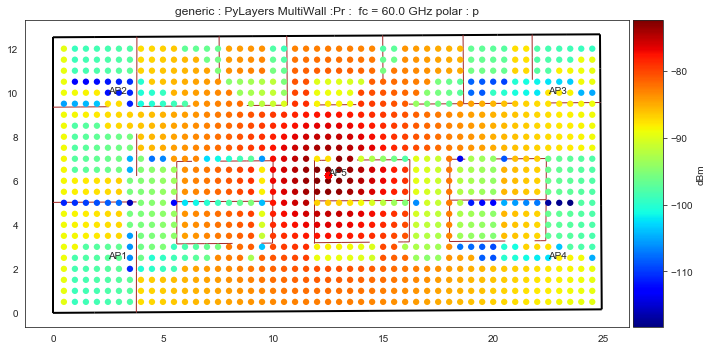 generic : PyLayers MultiWall :Pr : fc = 60.0 GHz polar : p
12
10
8
6
4
2
0
AP2
AP3
AP5
AP1
AP4
0
5
10
15
20
25
−80
−90
−100
−110
dBm